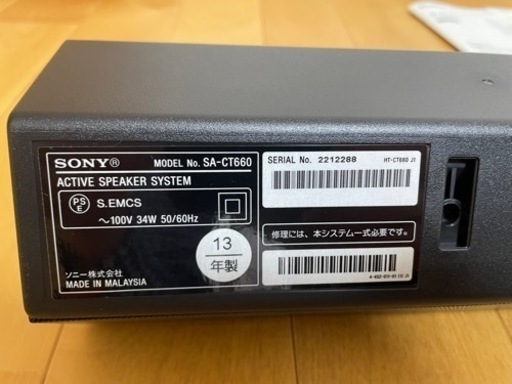 SONY® MODEL No. SA-CT660
ACTIVE SPEAKER SYSTEM
PS E S.EMCS
～100V 34W 50/60Hz
13
年製
ソニー株式会社
MADE IN MALAYSIA
SERIAL No. 2212288 HT-CT660 J1
修理には、本システム一式必要です。